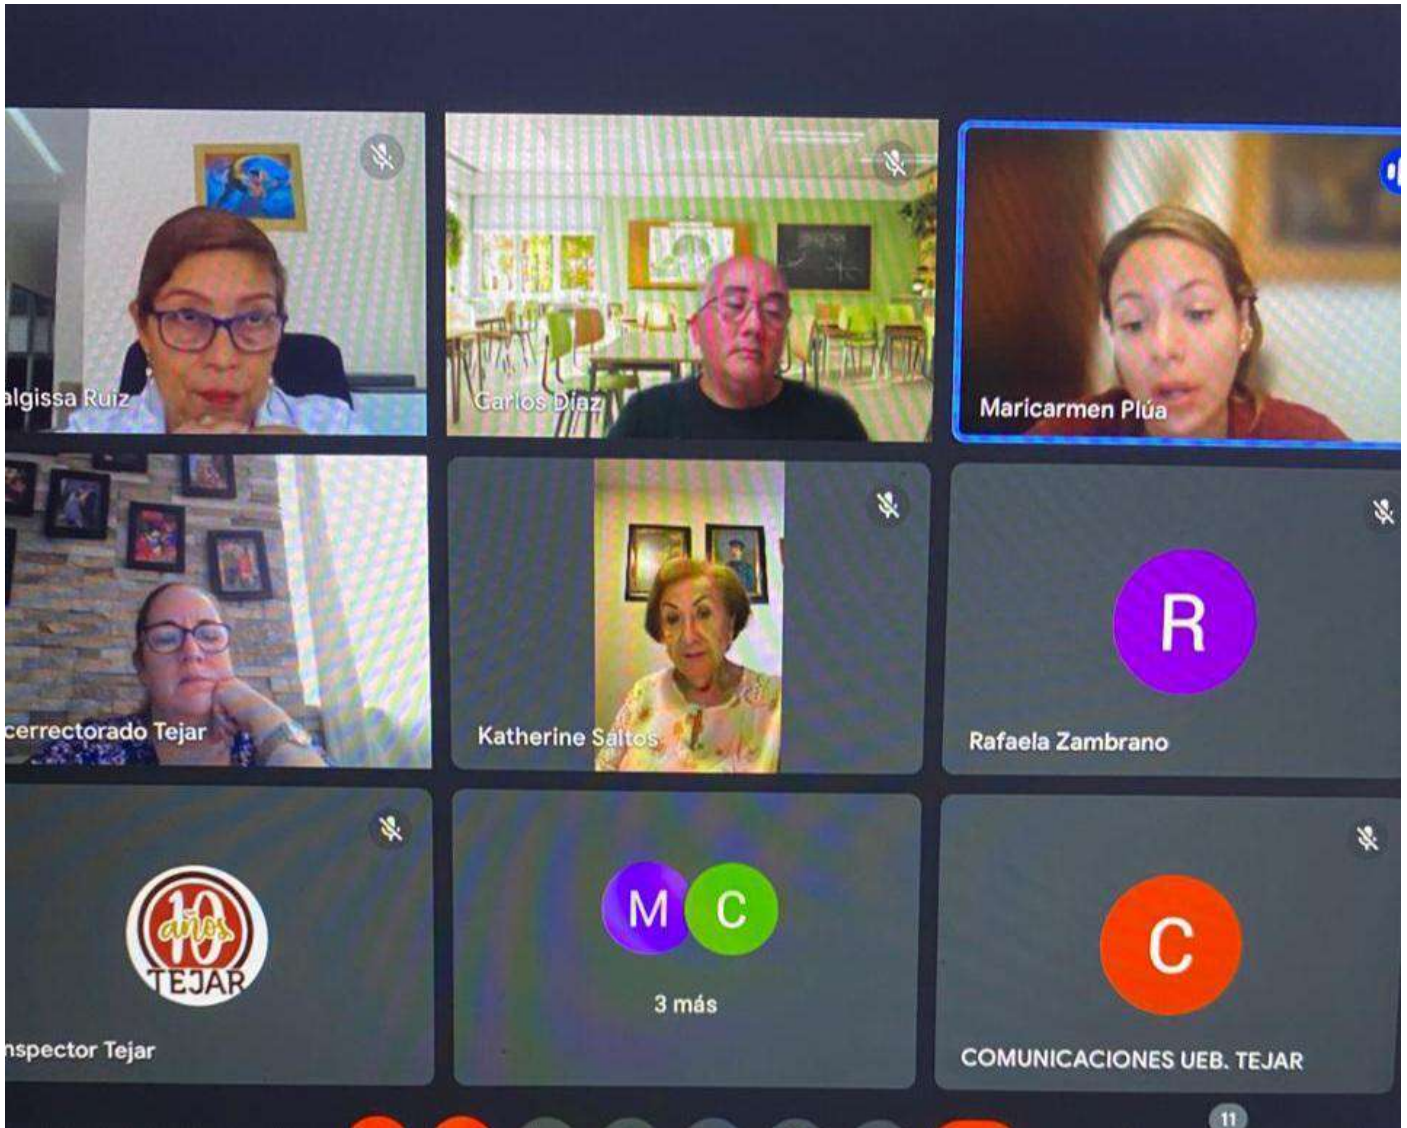 algissa Ruiz
Carlos Díaz
Maricarmen Plúa
cerrectorado Tejar
Katherine Saltos
R
Rafaela Zambrano
10
años
TEJAR
nspector Tejar
M C
3 más
C
COMUNICACIONES UEB. TEJAR
11